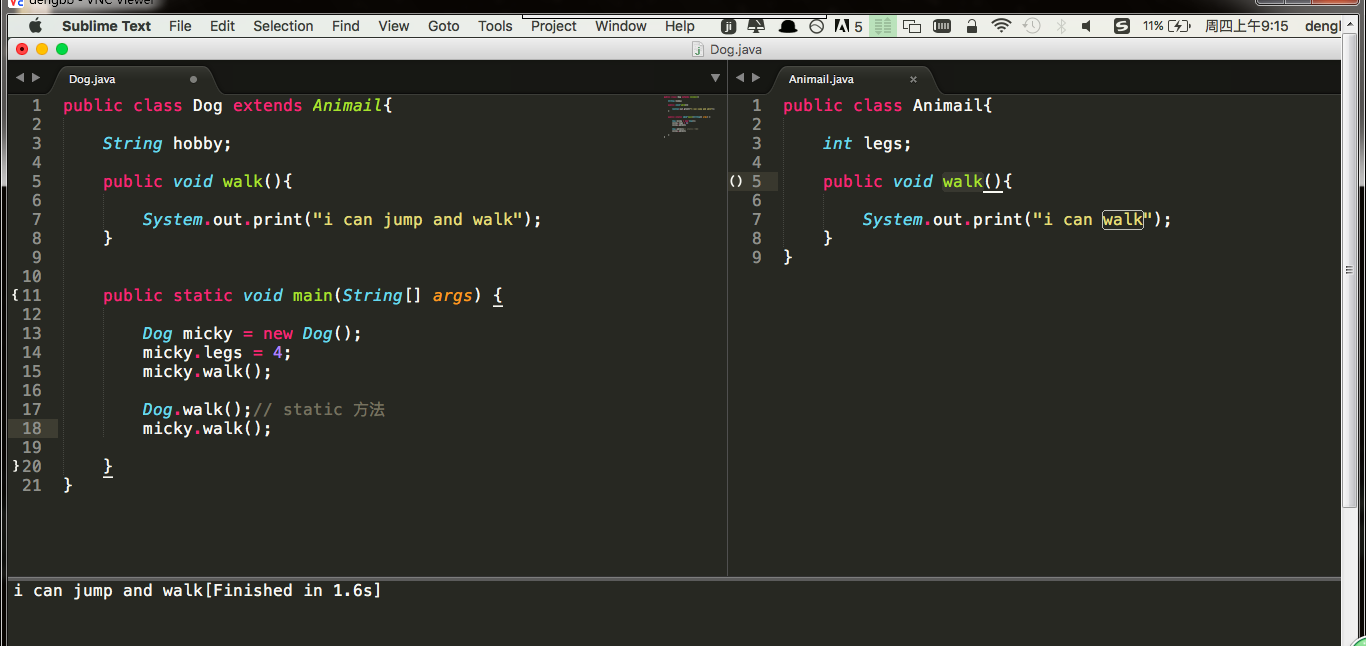 dengbb - VNC Viewer
Sublime Text File Edit Selection Find View Goto Tools Project Window Help 5 11% 周四上午9:15 dengl
Dog.java
Dog.java
1 public class Dog extends Animail{
2
3 String hobby;
4
5 public void walk(){
6
7 System.out.print("i can jump and walk");
8 }
9
10
11 public static void main(String[] args) {
12
13 Dog micky = new Dog();
14 micky.legs = 4;
15 micky.walk();
16
17 Dog.walk();// static 方法
18 micky.walk();
19
20 }
21 }
Animail.java
1 public class Animail{
2
3 int legs;
4
5 public void walk(){
6
7 System.out.print("i can walk");
8 }
9 }
i can jump and walk[Finished in 1.6s]